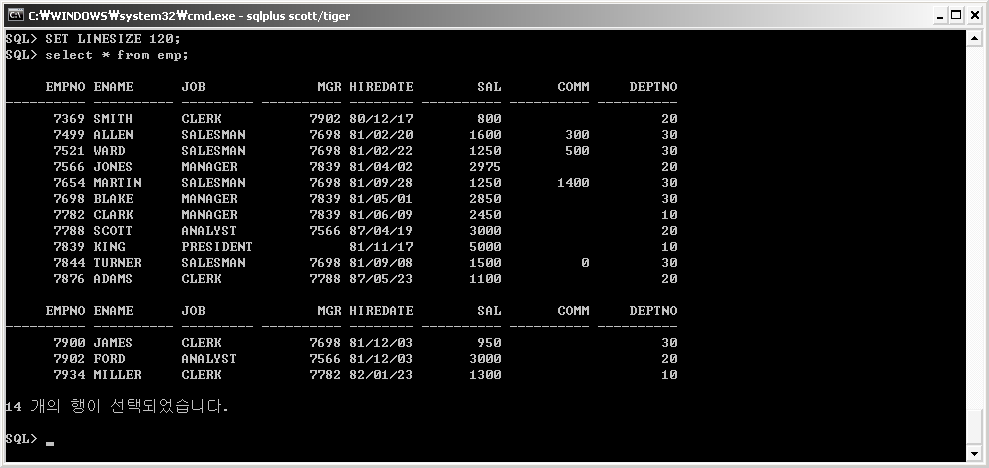 C:₩WINDOWS₩system32₩cmd.exe - sqlplus scott/tiger
SQL> SET LINESIZE 120;
SQL> select * from emp;
EMPNO ENAME JOB MGR HIREDATE SAL COMM DEPTNO
---------- ---------- --------- ---------- -------- ---------- ---------- ----------
7369 SMITH CLERK 7902 80/12/17 800 20
7499 ALLEN SALESMAN 7698 81/02/20 1600 300 30
7521 WARD SALESMAN 7698 81/02/22 1250 500 30
7566 JONES MANAGER 7839 81/04/02 2975 20
7654 MARTIN SALESMAN 7698 81/09/28 1250 1400 30
7698 BLAKE MANAGER 7839 81/05/01 2850 30
7782 CLARK MANAGER 7839 81/06/09 2450 10
7788 SCOTT ANALYST 7566 87/04/19 3000 20
7839 KING PRESIDENT 81/11/17 5000 10
7844 TURNER SALESMAN 7698 81/09/08 1500 0 30
7876 ADAMS CLERK 7788 87/05/23 1100 20
EMPNO ENAME JOB MGR HIREDATE SAL COMM DEPTNO
---------- ---------- --------- ---------- -------- ---------- ---------- ----------
7900 JAMES CLERK 7698 81/12/03 950 30
7902 FORD ANALYST 7566 81/12/03 3000 20
7934 MILLER CLERK 7782 82/01/23 1300 10
14 개의 행이 선택되었습니다.
SQL> _